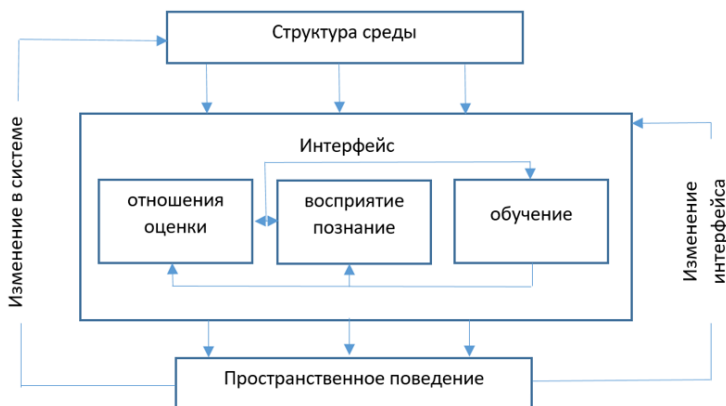 Структура среды
Изменение в системе
Интерфейс
отношения
оценки
восприятие
познание
обучение
Изменение
интерфейса
Пространственное поведение